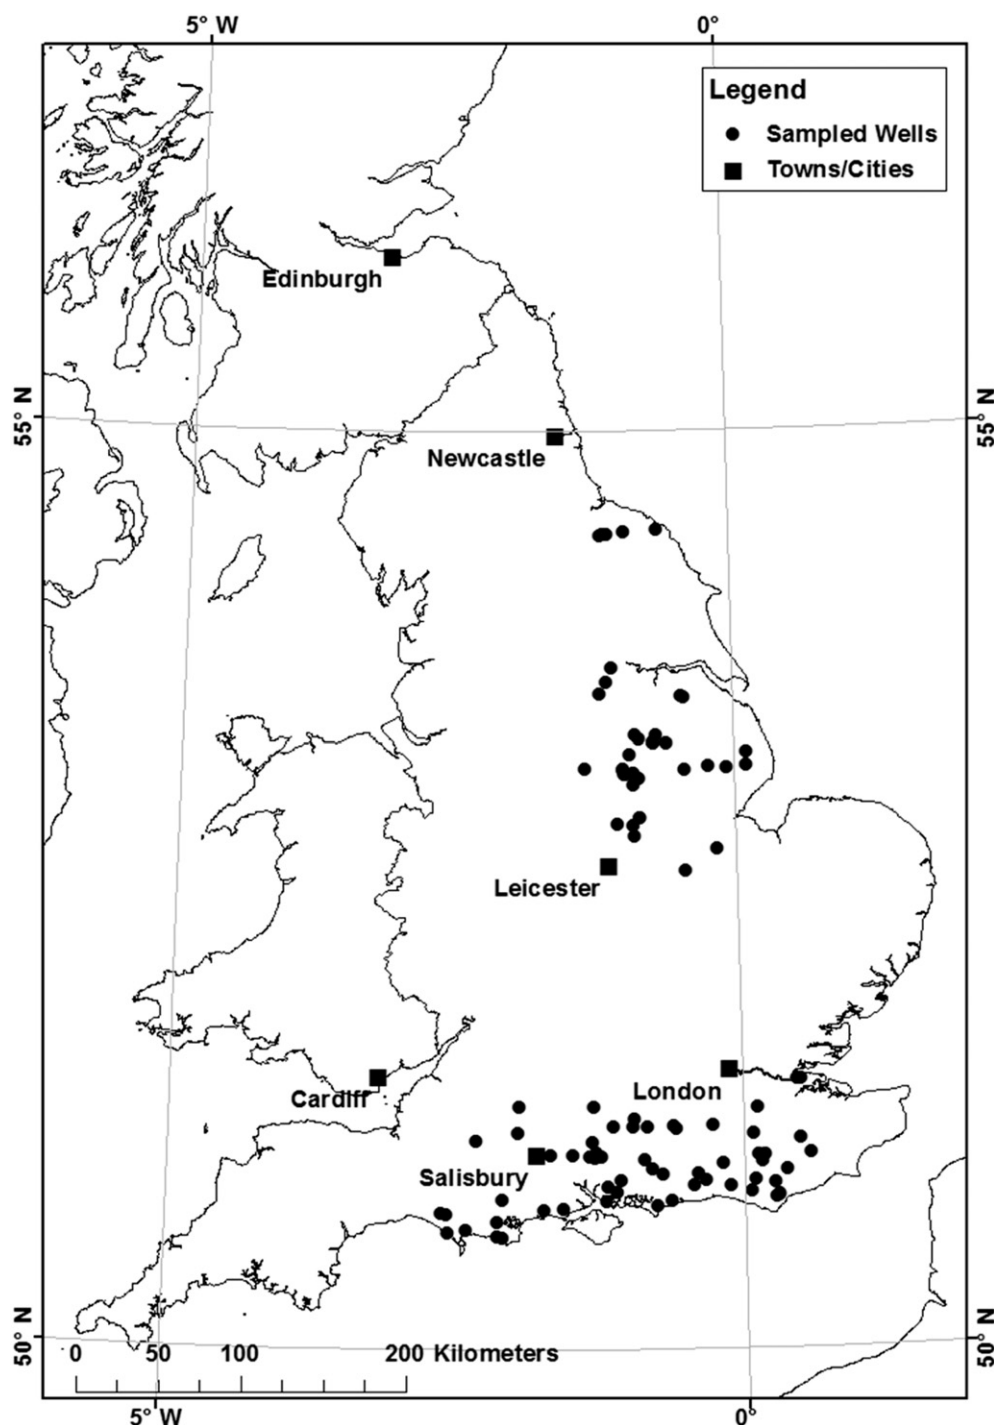 5° W 0°
Legend
Sampled Wells
Towns/Cities
Edinburgh
55° N 55° N
Newcastle
Leicester
London
Cardiff
Salisbury
50° N 50° N
0 50 100 200 Kilometers
5° W 0°